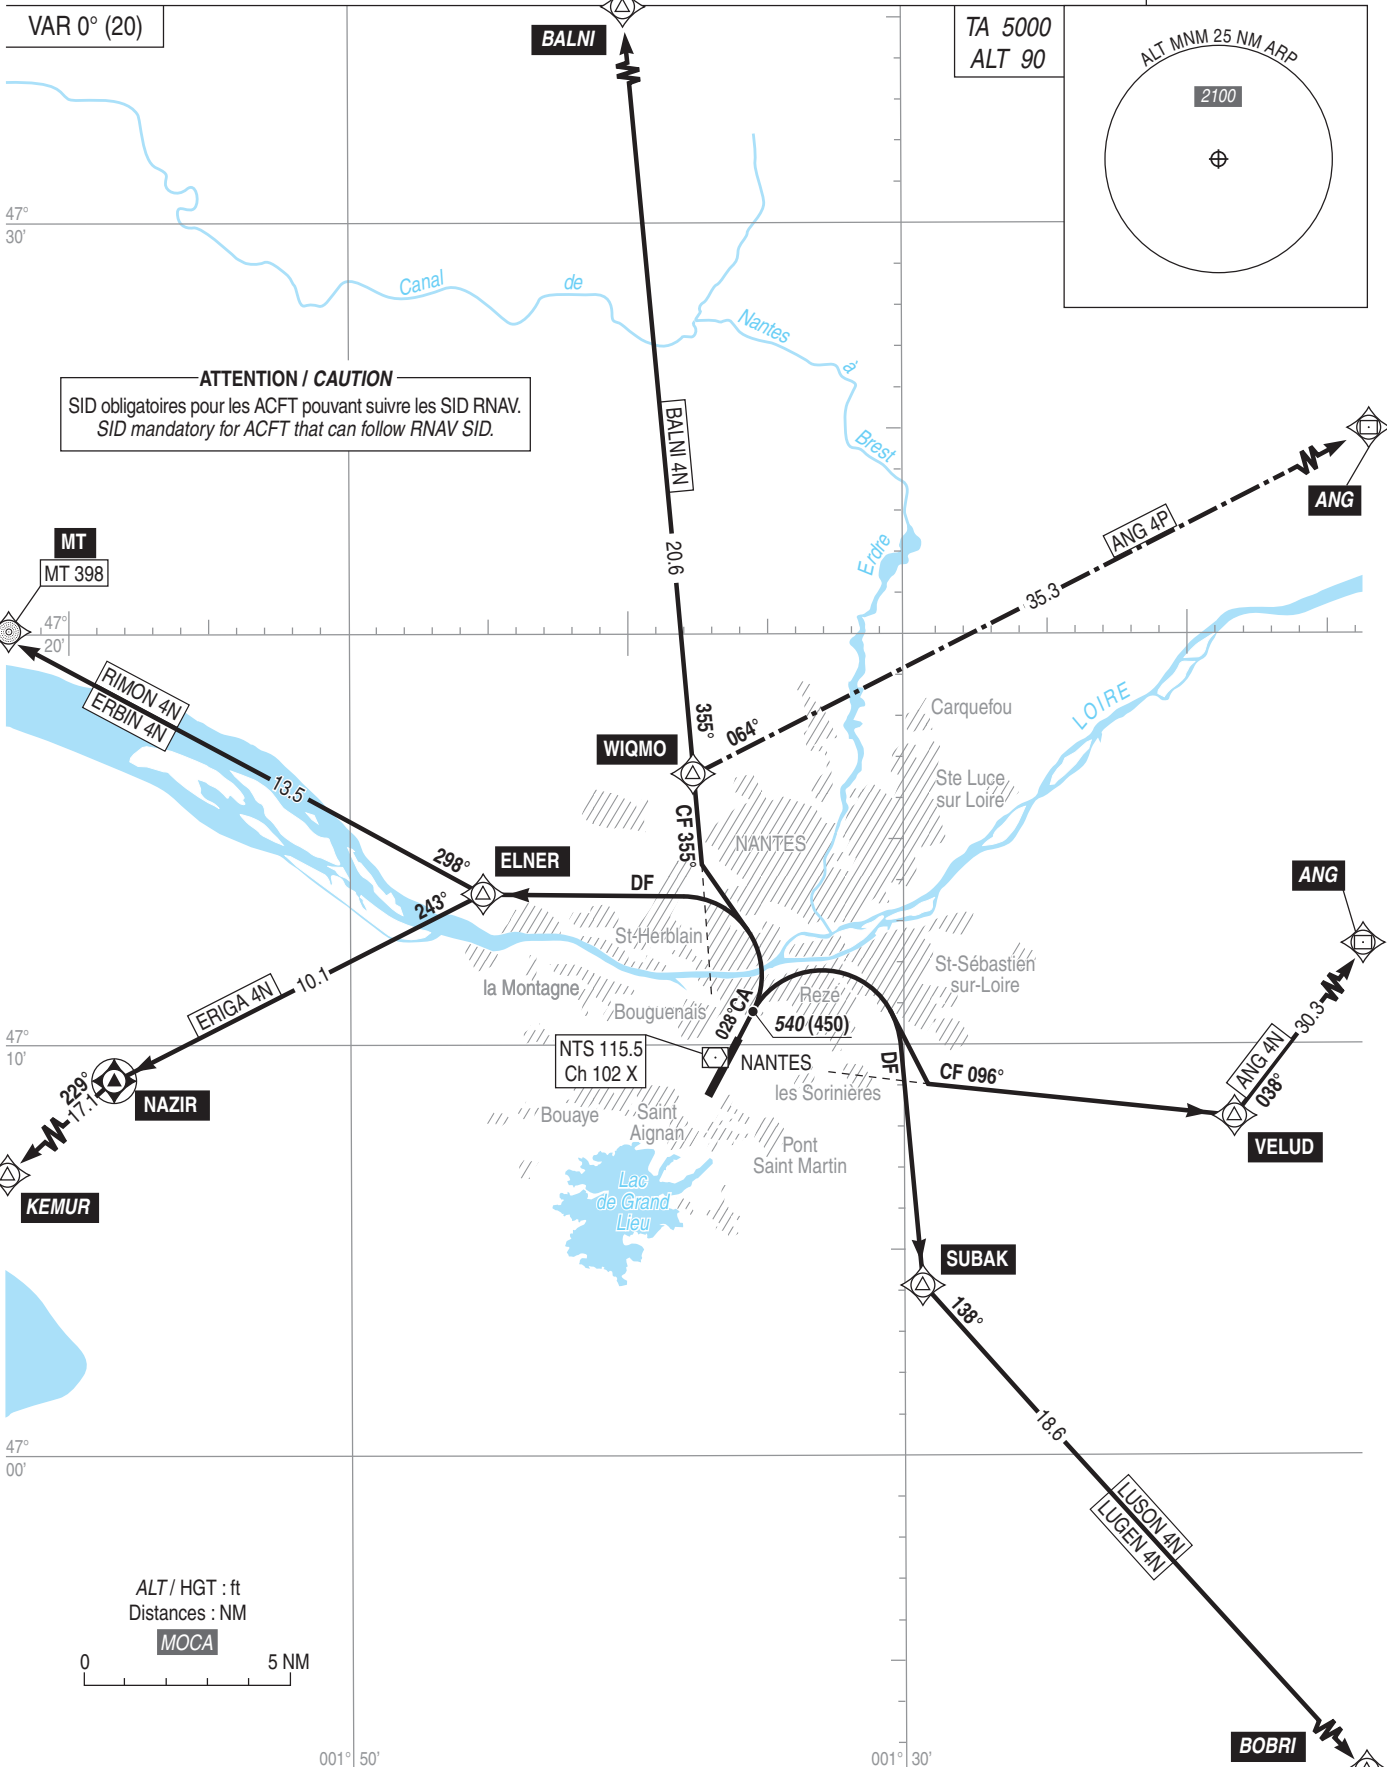 VAR 0° (20)
BALNI
TA 5000
ALT 90
ALT MNM 25 NM ARP
2100
47°
30'
Canal
de
Nantes
à
Brest
ATTENTION / CAUTION
SID obligatoires pour les ACFT pouvant suivre les SID RNAV.
SID mandatory for ACFT that can follow RNAV SID.
BALNI 4N
20.6
355°
ANG
ANG 4P
35.3
064°
Erdre
MT
MT 398
47°
20'
RIMON 4N
ERBIN 4N
13.5
298°
WIQMO
CF 355°
Carquefou
LOIRE
Ste Luce
sur Loire
NANTES
ELNER
DF
243°
ANG
St-Herblain
la Montagne
Bouguenais
St-Sébastien
sur-Loire
Rezé
10.1
ERIGA 4N
028°CA
540 (450)
47°
10'
NTS 115.5
Ch 102 X
NANTES
les Sorinières
DF
CF 096°
30.3
ANG 4N
038°
229°
17.1
NAZIR
VELUD
Bouaye
Saint
Aignan
Pont
Saint Martin
KEMUR
Lac
de Grand
Lieu
SUBAK
138°
18.6
47°
00'
LUSON 4N
LUGEN 4N
ALT / HGT : ft
Distances : NM
MOCA
0 5 NM
BOBRI
001° 50'
001° 30'